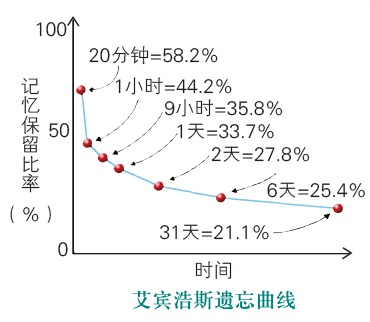 100
20分钟=58.2%
1小时=44.2%
9小时=35.8%
1天=33.7%
2天=27.8%
6天=25.4%
31天=21.1%
记忆保留比率
(%)
50
0
时间
艾宾浩斯遗忘曲线